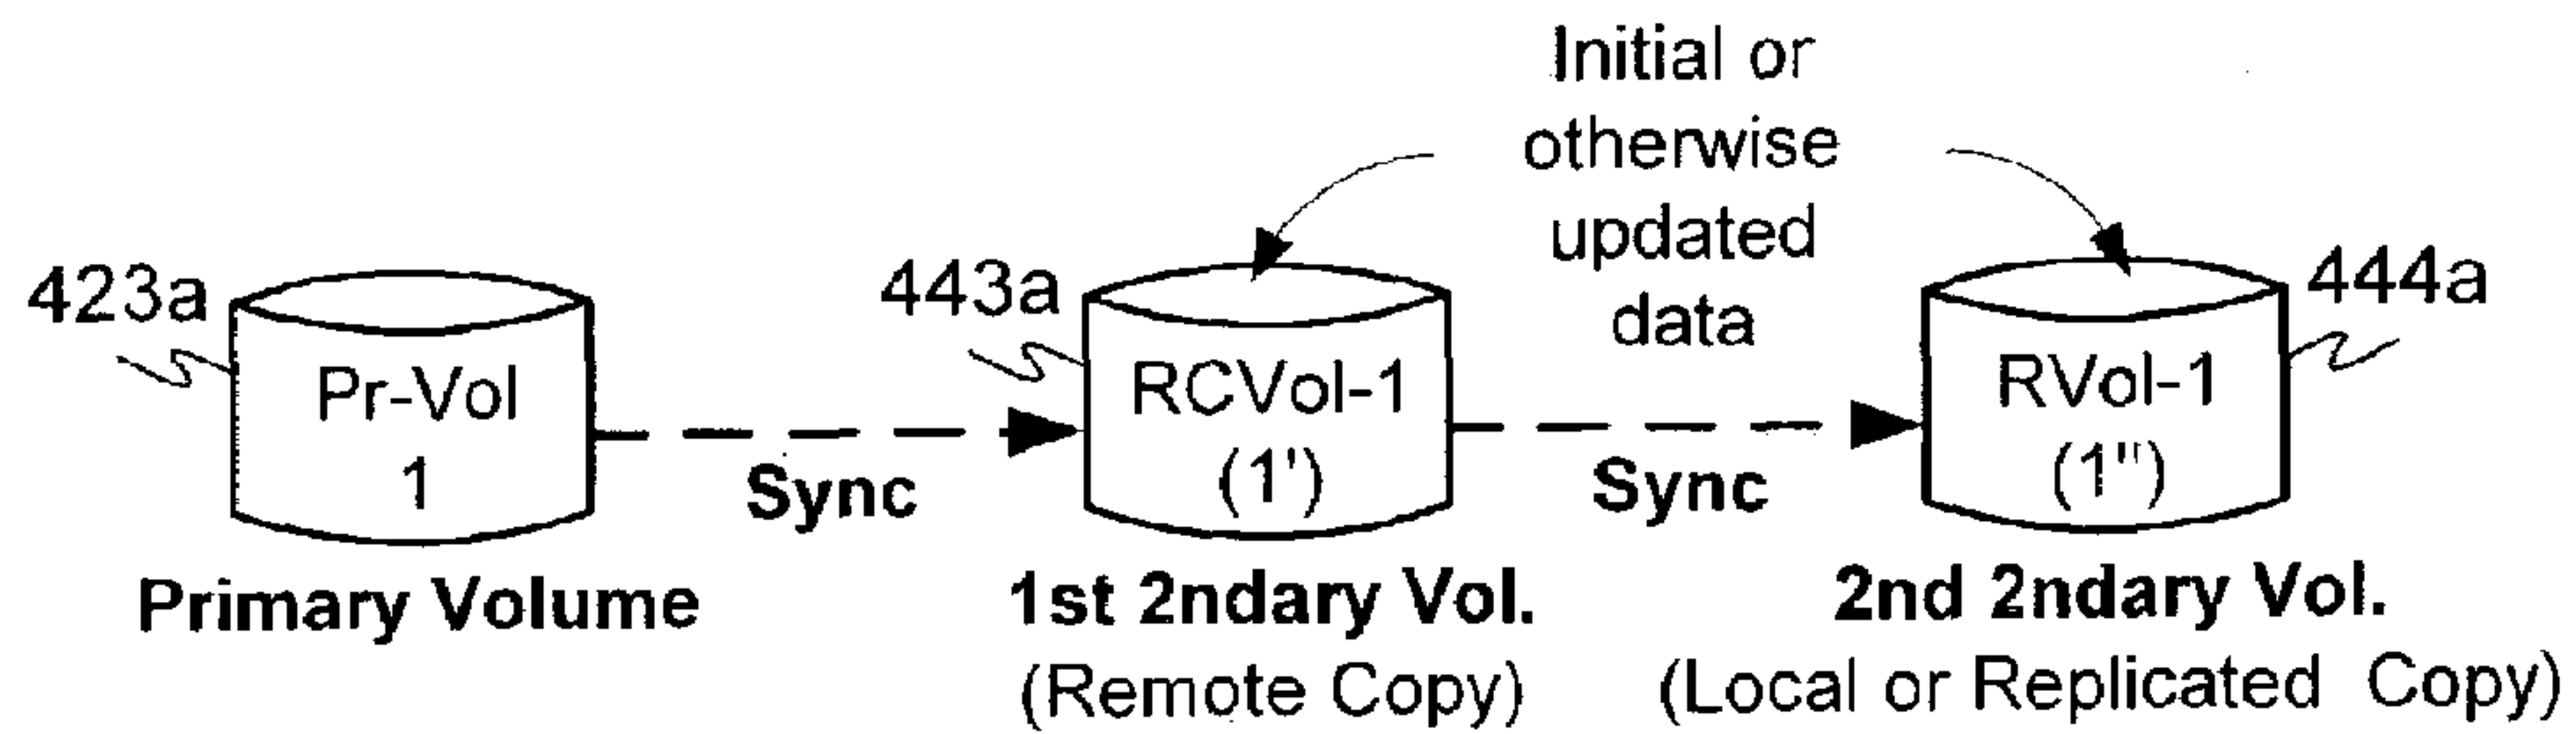 Initial or
otherwise
updated
data
423a
443a
444a
Pr-Vol
1
RCVol-1
(1')
RVol-1
(1")
Sync
Sync
Primary Volume
1st 2ndary Vol.
(Remote Copy)
2nd 2ndary Vol.
(Local or Replicated Copy)